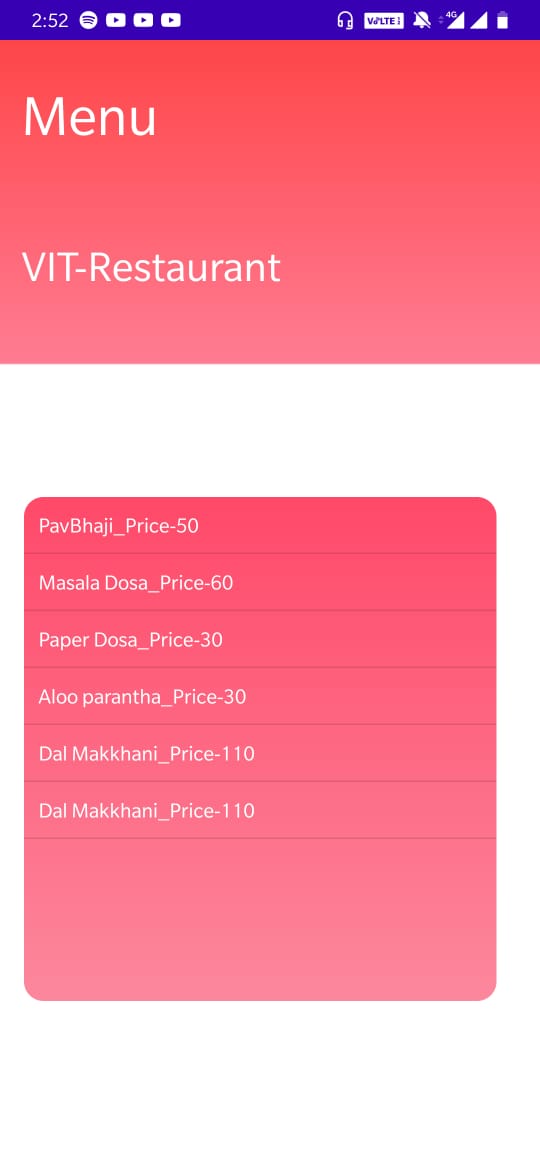 2:52
VoLTE 4G
Menu
VIT-Restaurant
PavBhaji_Price-50
Masala Dosa_Price-60
Paper Dosa_Price-30
Aloo parantha_Price-30
Dal Makkhani_Price-110
Dal Makkhani_Price-110